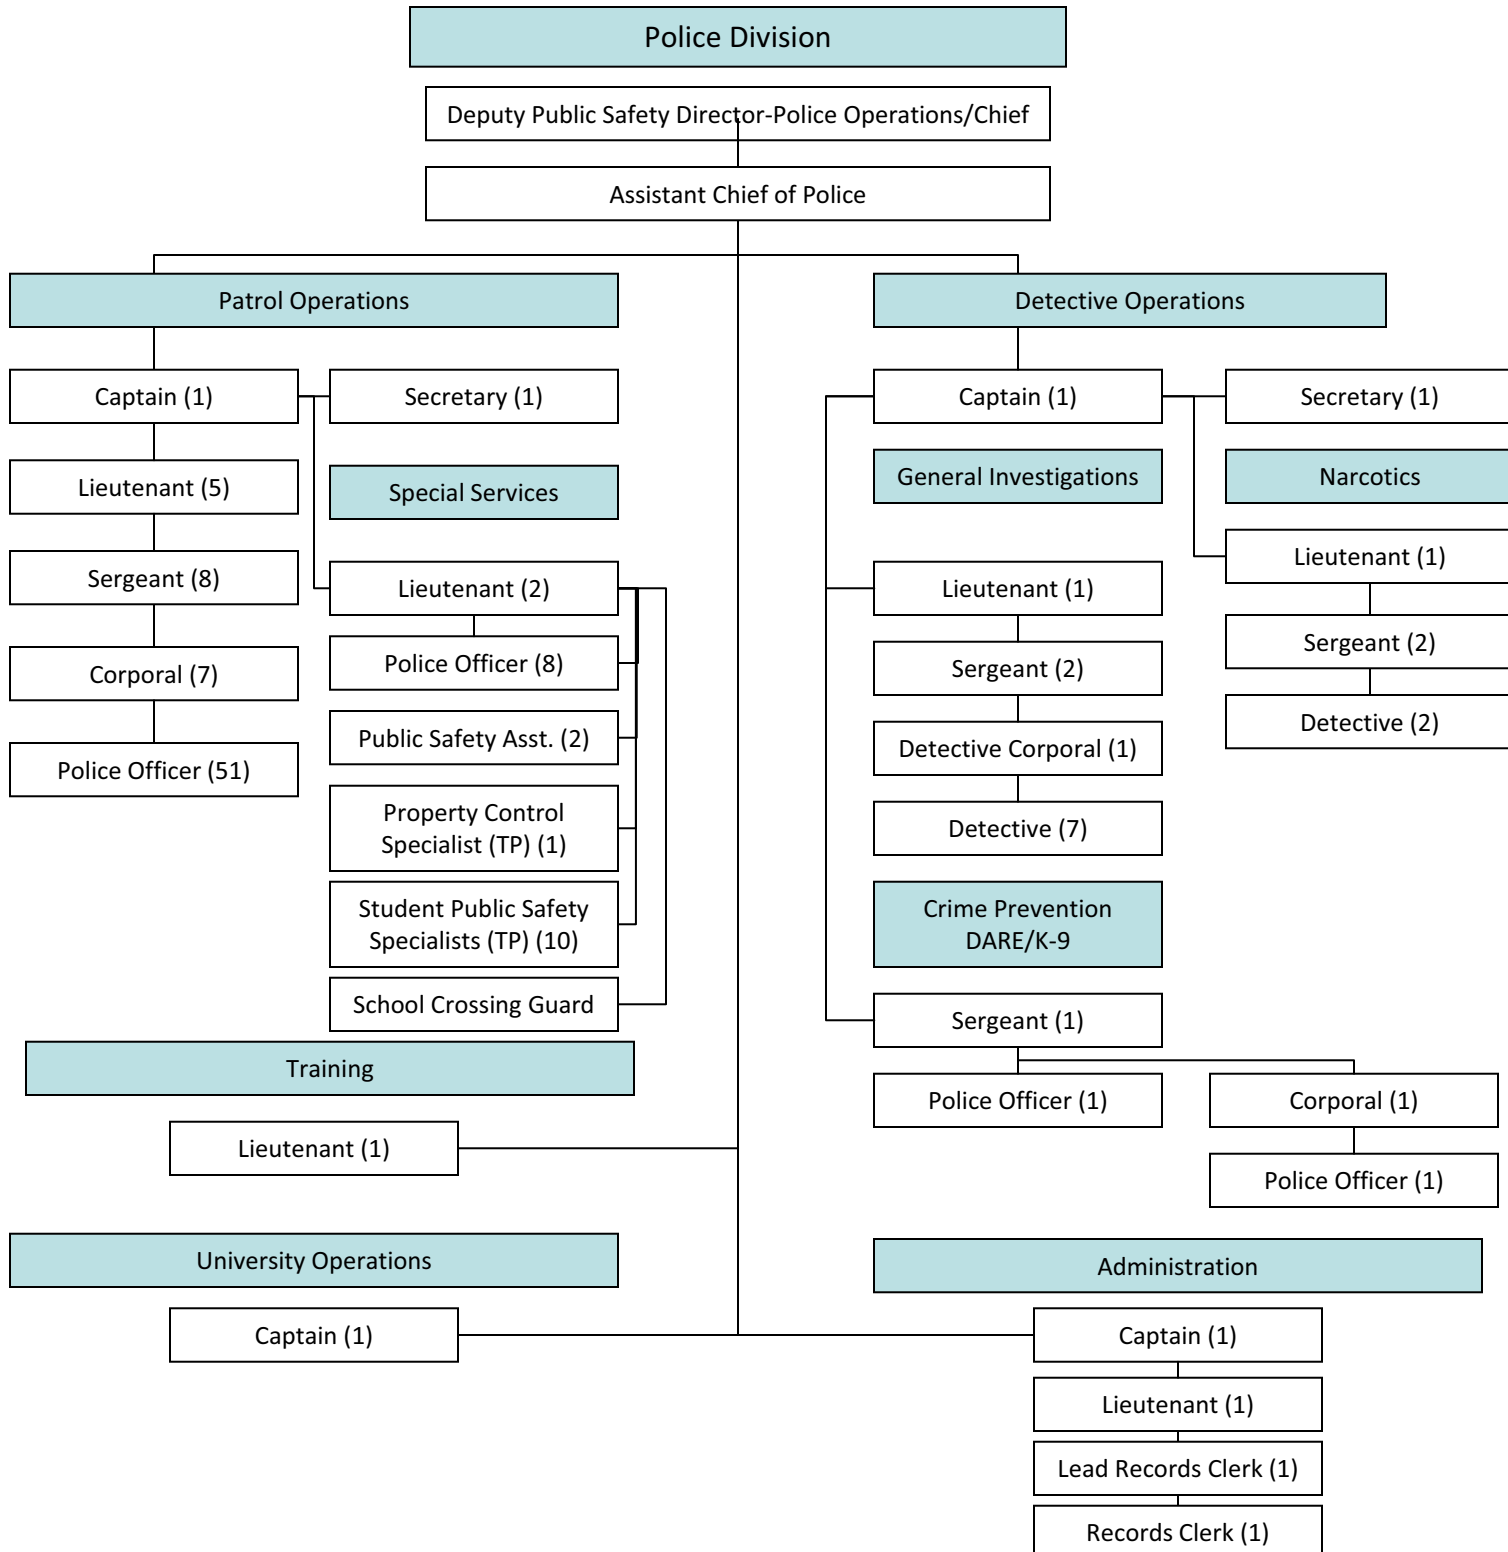 Police Division
Deputy Public Safety Director-Police Operations/Chief
Assistant Chief of Police
Patrol Operations
Captain (1)
Secretary (1)
Lieutenant (5)
Sergeant (8)
Corporal (7)
Police Officer (51)
Special Services
Lieutenant (2)
Police Officer (8)
Public Safety Asst. (2)
Property Control
Specialist (TP) (1)
Student Public Safety
Specialists (TP) (10)
School Crossing Guard
Detective Operations
Captain (1)
Secretary (1)
General Investigations
Lieutenant (1)
Sergeant (2)
Detective Corporal (1)
Detective (7)
Narcotics
Lieutenant (1)
Sergeant (2)
Detective (2)
Crime Prevention
DARE/K-9
Sergeant (1)
Police Officer (1)
Corporal (1)
Police Officer (1)
Training
Lieutenant (1)
University Operations
Captain (1)
Administration
Captain (1)
Lieutenant (1)
Lead Records Clerk (1)
Records Clerk (1)